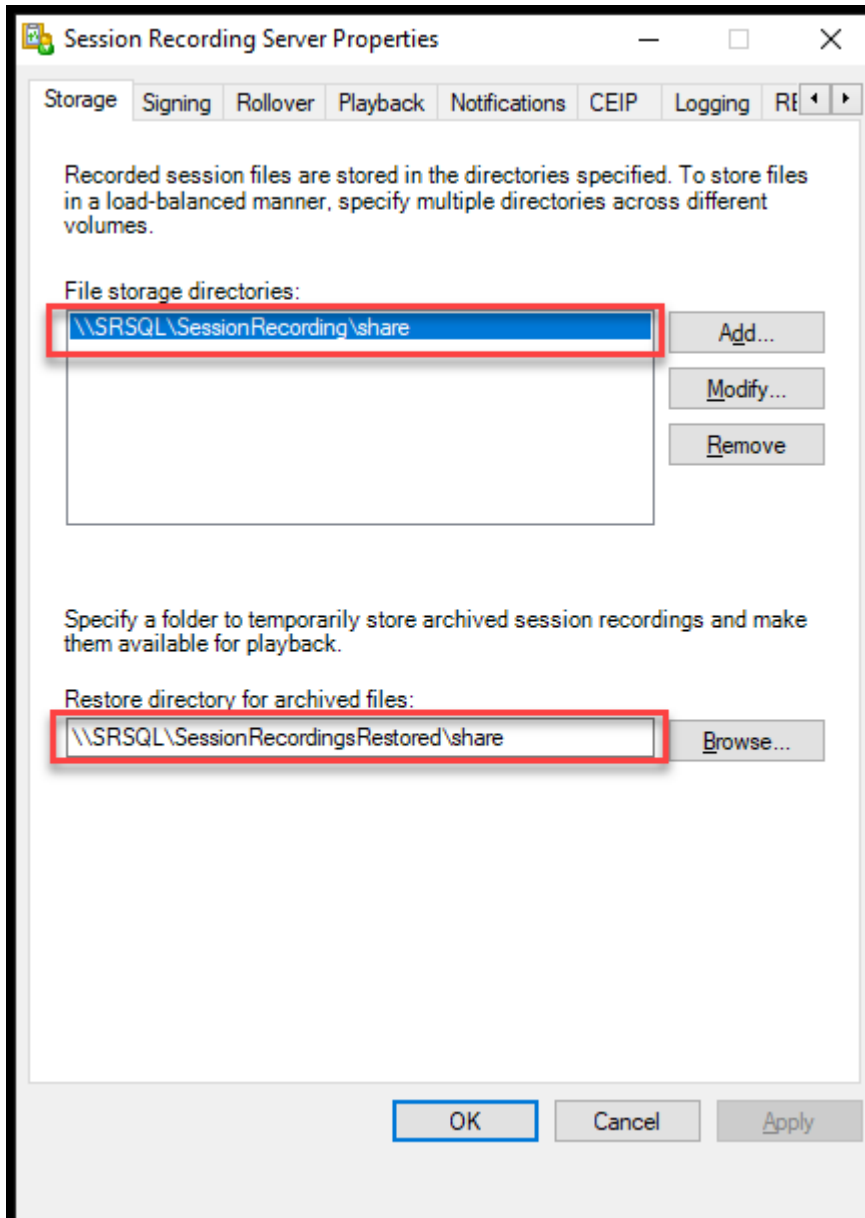 Session Recording Server Properties
Storage Signing Rollover Playback Notifications CEIP Logging
Recorded session files are stored in the directories specified. To store files
in a load-balanced manner, specify multiple directories across different
volumes.
File storage directories:
\\SRSQL\SessionRecording\share
Add...
Modify...
Remove
Specify a folder to temporarily store archived session recordings and make
them available for playback.
Restore directory for archived files:
\\SRSQL\SessionRecordingsRestored\share
Browse...
OK Cancel Apply